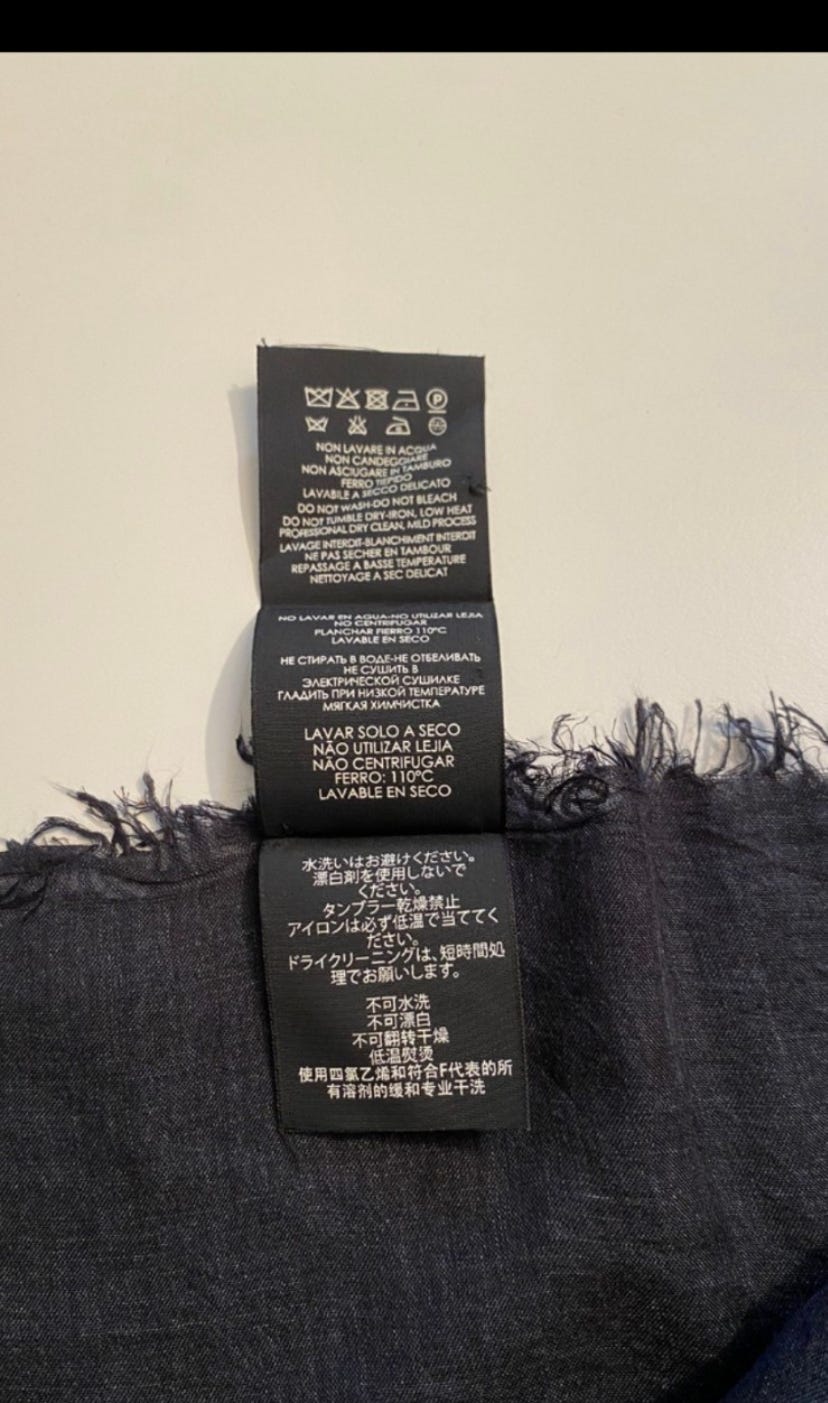 NON LAVARE IN ACQUA
NON CANDEGGIARE
NON ASCIUGARE IN TAMBURO
FERRO TIEPIDO
LAVABILE A SECCO DELICATO
DO NOT WASH-DO NOT BLEACH
DO NOT TUMBLE DRY-IRON, LOW HEAT
PROFESSIONAL DRY CLEAN, MILD PROCESS
LAVAGE INTERDIT-BLANCHIMENT INTERDIT
NE PAS SECHER EN TAMBOUR
REPASSAGE A BASSE TEMPERATURE
NETTOYAGE A SEC DELICAT
NO LAVAR EN AGUA-NO UTILIZAR LEJIA
NO CENTRIFUGAR
PLANCHAR FIERRO 110°C
LAVABLE EN SECO
НЕ СТИРАТЬ В ВОДЕ-НЕ ОТБЕЛИВАТЬ
НЕ СУШИТЬ В
ЭЛЕКТРИЧЕСКОЙ СУШИЛКЕ
ГЛАДИТЬ ПРИ НИЗКОЙ ТЕМПЕРАТУРЕ
МЯГКАЯ ХИМЧИСТКА
LAVAR SOLO A SECO
NÃO UTILIZAR LEJIA
NÃO CENTRIFUGAR
FERRO: 110°C
LAVABLE EN SECO
水洗いはお避けください。
漂白剤を使用しないで
ください。
タンブラー乾燥禁止
アイロンは必ず低温で当ててく
ださい。
ドライクリーニングは、短時間処
理でお願いします。
不可水洗
不可漂白
不可翻转干燥
低温熨烫
使用四氯乙烯和符合F代表的所
有溶剂的缓和专业干洗